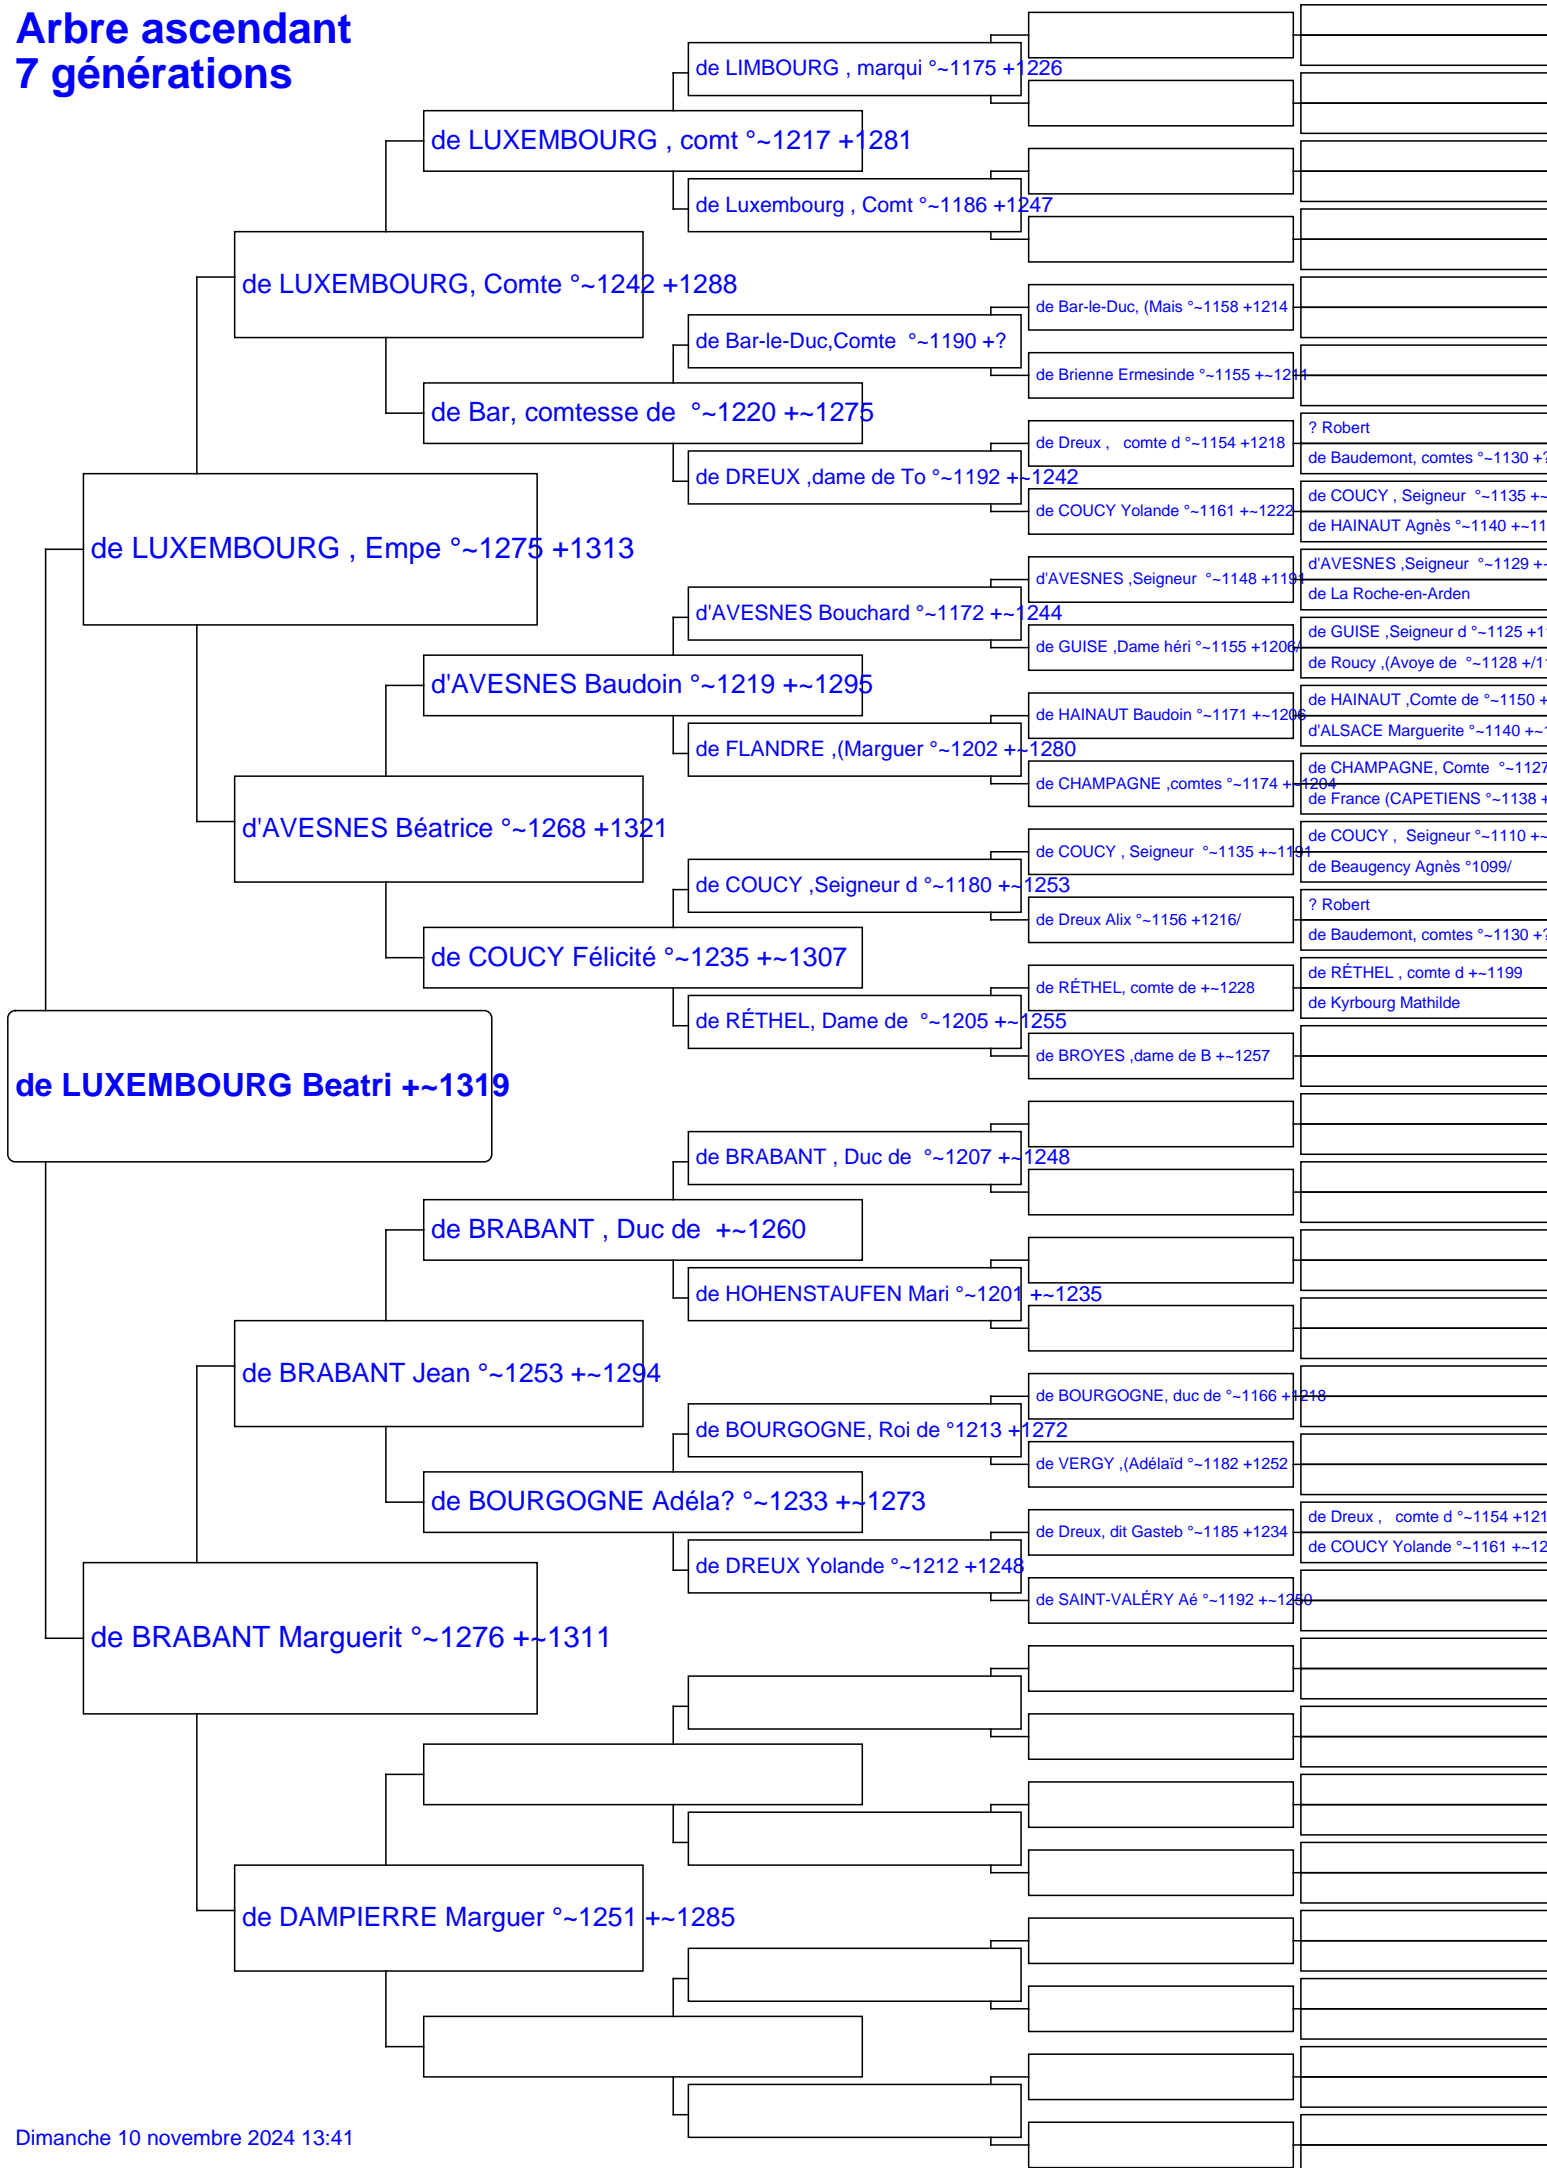 Arbre ascendant
7 générations
de LIMBOURG , marqui °~1175 +1226
de LUXEMBOURG , comt °~1217 +1281
de Luxembourg , Comt °~1186 +1247
de LUXEMBOURG, Comte °~1242 +1288
de Bar-le-Duc, (Mais °~1158 +1214
de Bar-le-Duc,Comte °~1190 +?
de Brienne Ermesinde °~1155 +~1211
de Bar, comtesse de °~1220 +~1275
? Robert
de Dreux , comte d °~1154 +1218
de Baudemont, comtes °~1130 +?
de DREUX ,dame de To °~1192 +~1242
de COUCY , Seigneur °~1135 +~
de COUCY Yolande °~1161 +~1222
de HAINAUT Agnès °~1140 +~11
de LUXEMBOURG , Empe °~1275 +1313
d'AVESNES ,Seigneur °~1129 +~
d'AVESNES ,Seigneur °~1148 +1191
de La Roche-en-Arden
d'AVESNES Bouchard °~1172 +~1244
de GUISE ,Seigneur d °~1125 +1
de GUISE ,Dame héri °~1155 +1206/
de Roucy ,(Avoye de °~1128 +/1
d'AVESNES Baudoin °~1219 +~1295
de HAINAUT ,Comte de °~1150 +
de HAINAUT Baudoin °~1171 +~1206
d'ALSACE Marguerite °~1140 +~1
de FLANDRE ,(Marguer °~1202 +~1280
de CHAMPAGNE, Comte °~1127
de CHAMPAGNE ,comtes °~1174 +~1204
de France (CAPETIENS °~1138 +
d'AVESNES Béatrice °~1268 +1321
de COUCY , Seigneur °~1110 +~
de COUCY , Seigneur °~1135 +~1191
de Beaugency Agnès °1099/
de COUCY ,Seigneur d °~1180 +~1253
? Robert
de Dreux Alix °~1156 +1216/
de Baudemont, comtes °~1130 +?
de COUCY Félicité °~1235 +~1307
de RÉTHEL , comte d +~1199
de RÉTHEL, comte de +~1228
de Kyrbourg Mathilde
de RÉTHEL, Dame de °~1205 +~1255
de BROYES ,dame de B +~1257
de LUXEMBOURG Beatri +~1319
de BRABANT , Duc de °~1207 +~1248
de BRABANT , Duc de +~1260
de HOHENSTAUFEN Mari °~1201 +~1235
de BRABANT Jean °~1253 +~1294
de BOURGOGNE, duc de °~1166 +1218
de BOURGOGNE, Roi de °1213 +1272
de VERGY ,(Adélaïd °~1182 +1252
de BOURGOGNE Adéla? °~1233 +~1273
de Dreux , comte d °~1154 +121
de Dreux, dit Gasteb °~1185 +1234
de COUCY Yolande °~1161 +~12
de DREUX Yolande °~1212 +1248
de SAINT-VALÉRY Aé °~1192 +~1250
de BRABANT Marguerit °~1276 +~1311
de DAMPIERRE Marguer °~1251 +~1285
Dimanche 10 novembre 2024 13:41